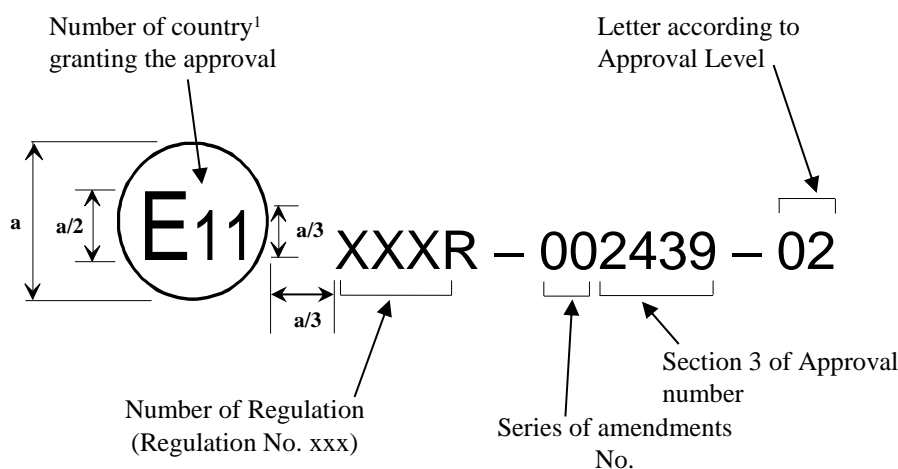 Number of country¹
granting the approval
Letter according to
Approval Level
a
a/2
E11
a/3
XXXR – 002439 – 02
a/3
Section 3 of Approval
number
Number of Regulation
(Regulation No. xxx)
Series of amendments
No.